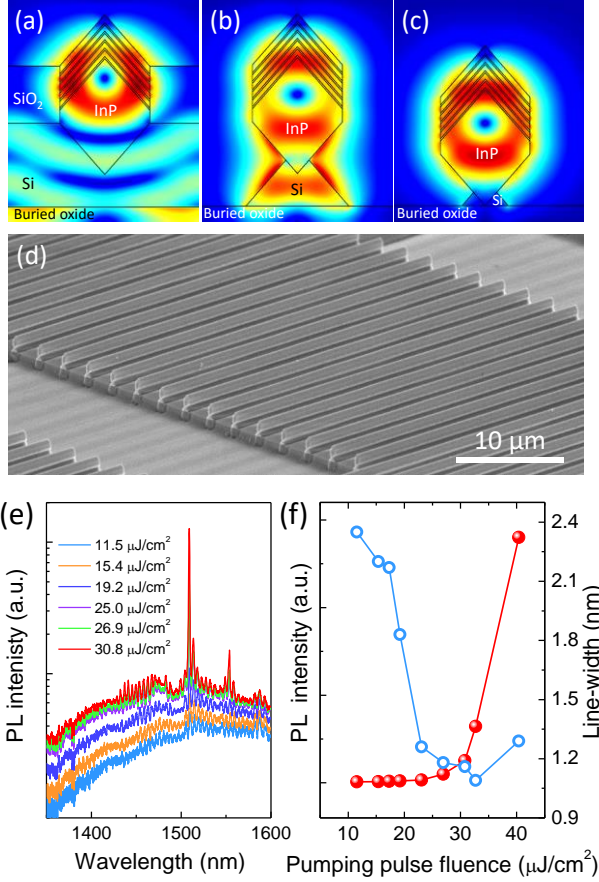 (a)
(b)
(c)
SiO2
InP
InP
InP
Si
Si
Si
Buried oxide
Buried oxide
Buried oxide
(d)
10 μm
(e)
(f)
11.5 μJ/cm2
15.4 μJ/cm2
19.2 μJ/cm2
25.0 μJ/cm2
26.9 μJ/cm2
30.8 μJ/cm2
PL intenisty (a.u.)
1400
1500
1600
Wavelength (nm)
PL intensity (a.u.)
2.4
2.1
1.8
1.5
1.2
0.9
Line-width (nm)
10
20
30
40
Pumping pulse fluence (μJ/cm2)